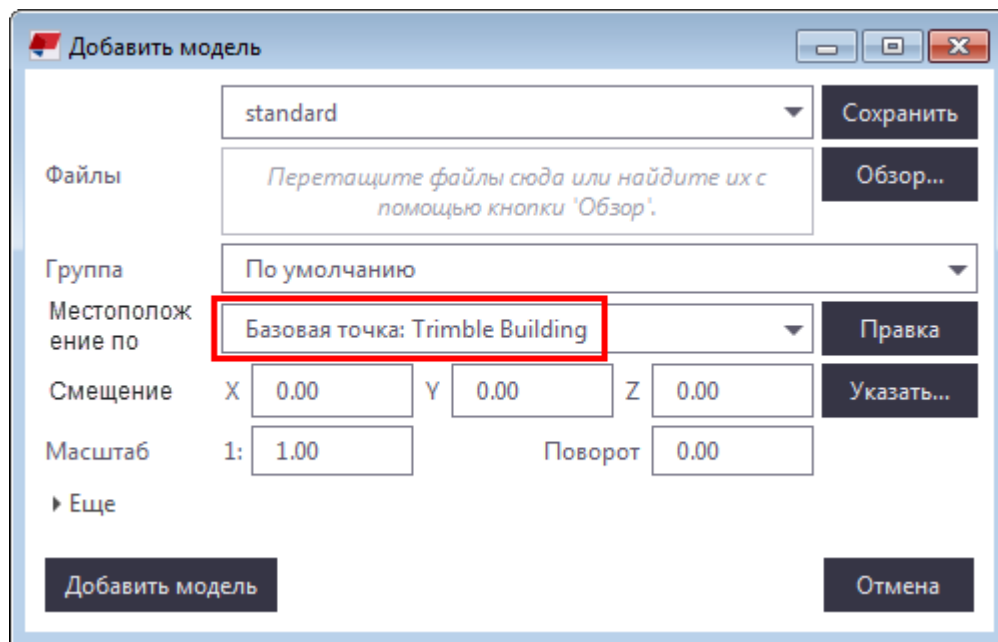 Добавить модель
standard
Сохранить
Файлы
Перетащите файлы сюда или найдите их с
помощью кнопки 'Обзор'.
Обзор...
Группа
По умолчанию
Местополож
ение по
Базовая точка: Trimble Building
Правка
Смещение X 0.00 Y 0.00 Z 0.00 Указать...
Масштаб 1: 1.00 Поворот 0.00
Еще
Добавить модель Отмена